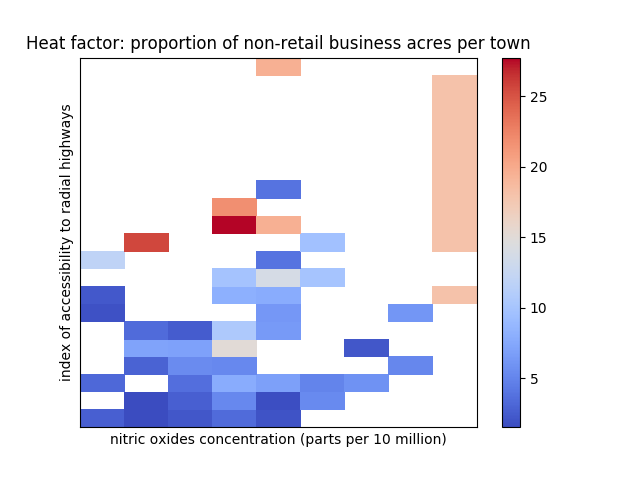 Heat factor: proportion of non-retail business acres per town
index of accessibility to radial highways
25
20
15
10
5
nitric oxides concentration (parts per 10 million)